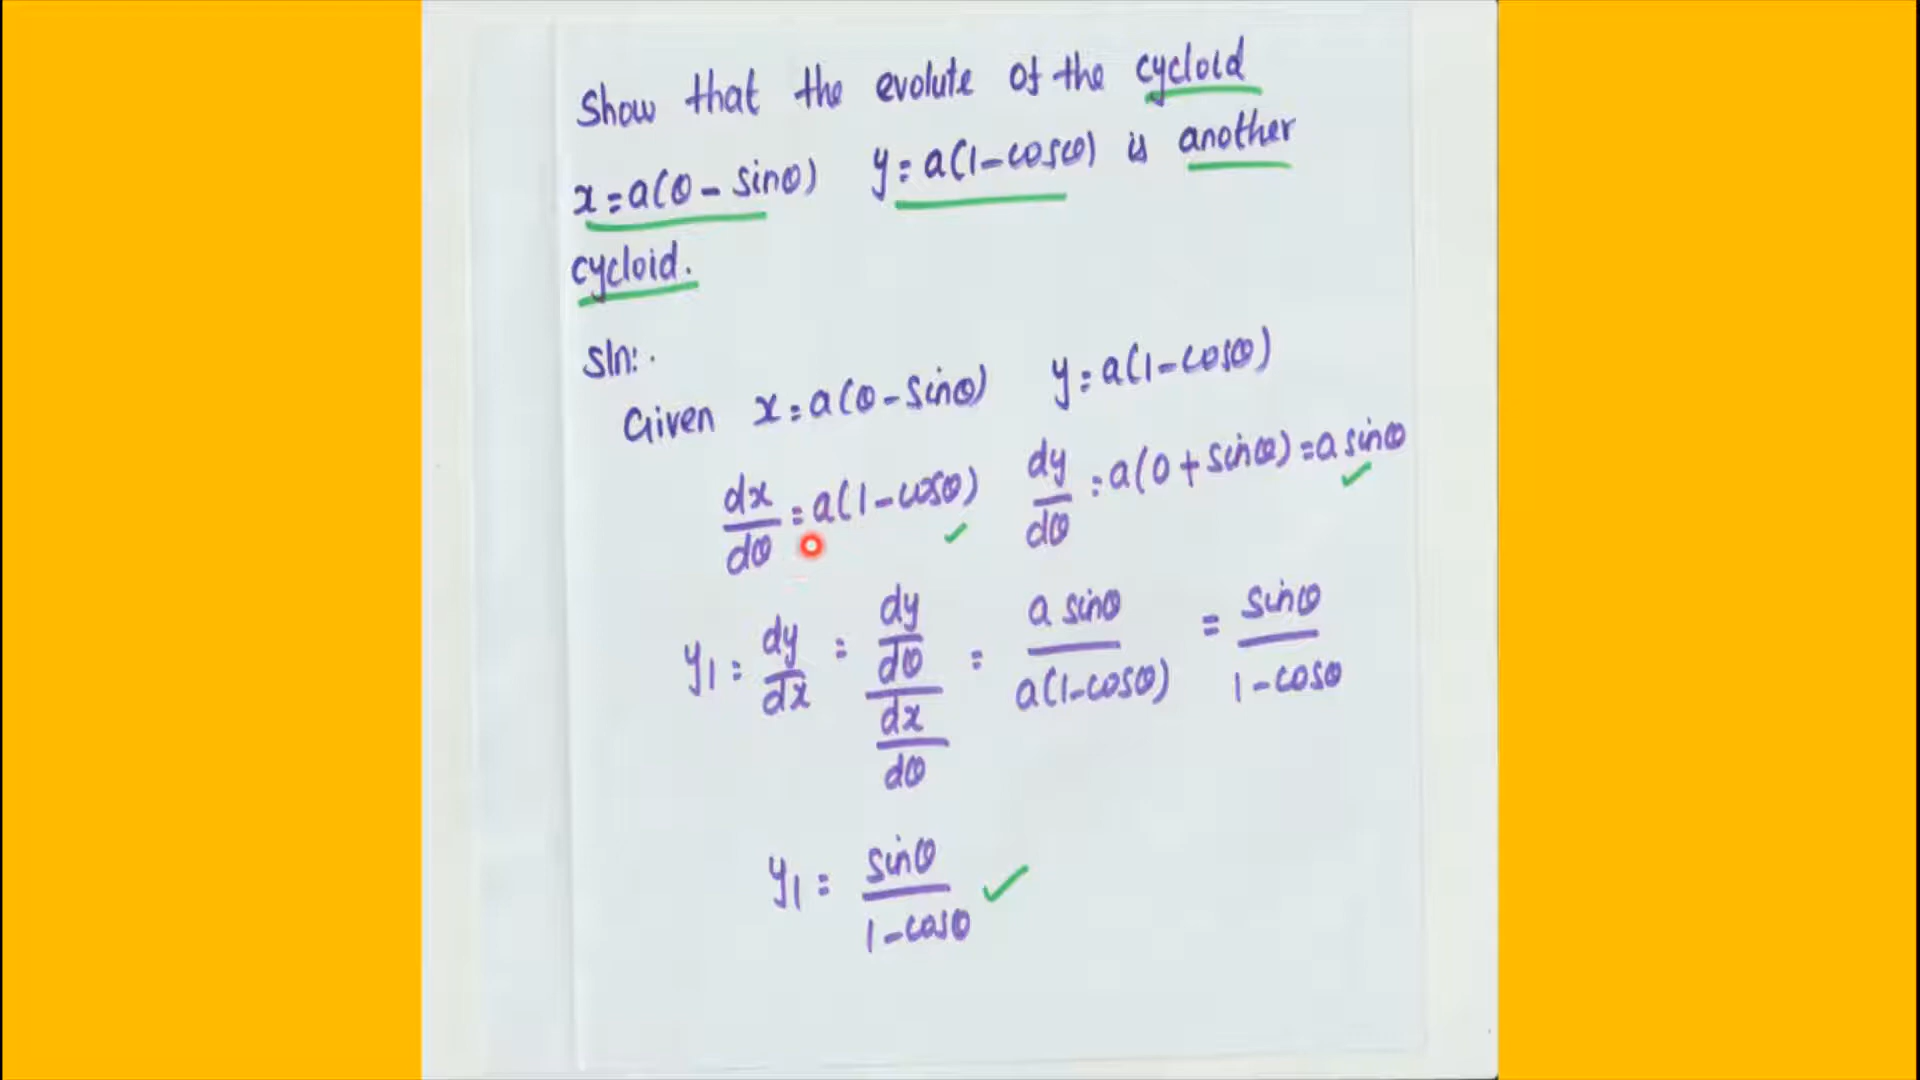 Show that the evolute of the cycloid
x=a(θ-sinθ) y=a(1-cosθ) is another
cycloid.
Sln:.
Given x=a(θ-sinθ) y=a(1-cosθ)
dx/dθ = a(1-cosθ) dy/dθ = a(0+sinθ) = a sinθ
y1 = dy/dx = dy/dθ / dx/dθ = a sinθ / a(1-cosθ) = sinθ / 1-cosθ
y1 = sinθ / 1-cosθ